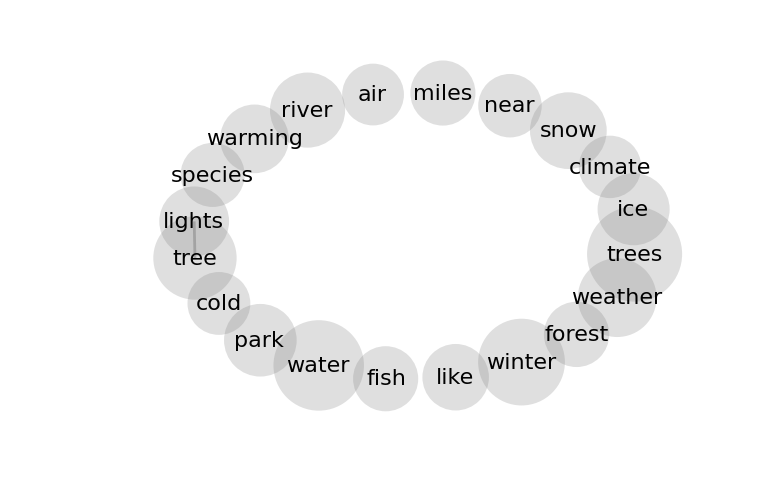 miles
air
near
river
snow
warming
climate
species
ice
lights
trees
tree
weather
cold
forest
park
winter
water
like
fish